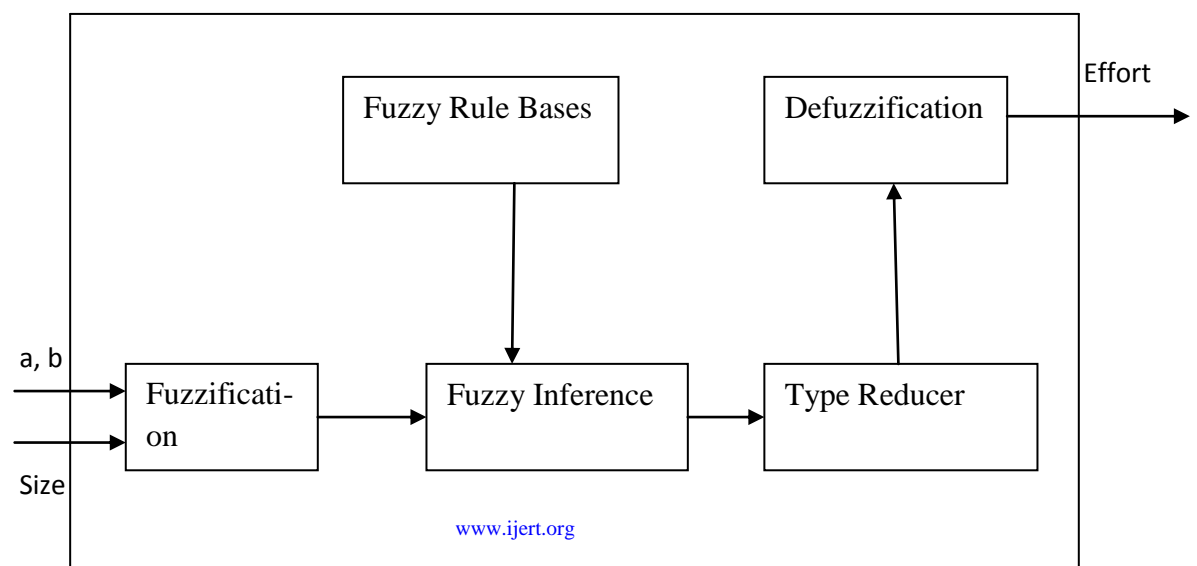 Effort
Fuzzy Rule Bases
Defuzzification
a, b
Fuzzificati-
on
Fuzzy Inference
Type Reducer
Size
www.ijert.org